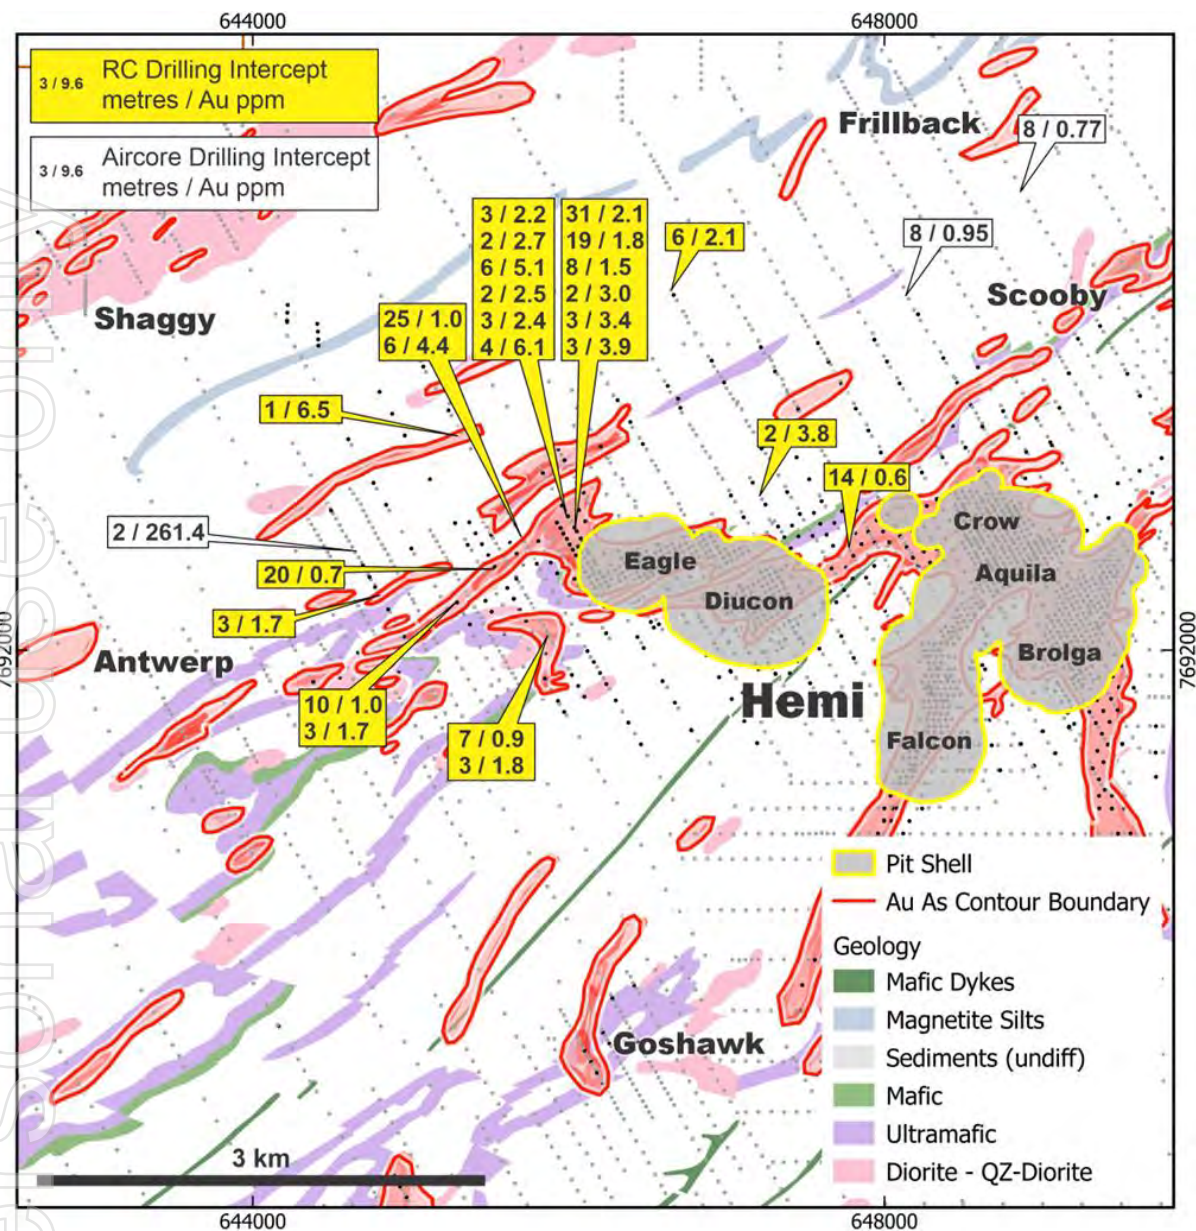 644000
648000
3 / 9.6
RC Drilling Intercept
metres / Au ppm
3 / 9.6
Aircore Drilling Intercept
metres / Au ppm
Frillback
8 / 0.77
3 / 2.2
2 / 2.7
6 / 5.1
2 / 2.5
3 / 2.4
4 / 6.1
31 / 2.1
19 / 1.8
8 / 1.5
2 / 3.0
3 / 3.4
3 / 3.9
6 / 2.1
8 / 0.95
Scooby
Shaggy
25 / 1.0
6 / 4.4
1 / 6.5
2 / 3.8
14 / 0.6
2 / 261.4
Crow
Eagle
Aquila
20 / 0.7
Diucon
3 / 1.7
7692000
7692000
Antwerp
Brolga
Hemi
10 / 1.0
3 / 1.7
7 / 0.9
3 / 1.8
Falcon
Pit Shell
Au As Contour Boundary
Geology
Mafic Dykes
Magnetite Silts
Sediments (undiff)
Mafic
Ultramafic
Diorite - QZ-Diorite
Goshawk
3 km
644000
648000